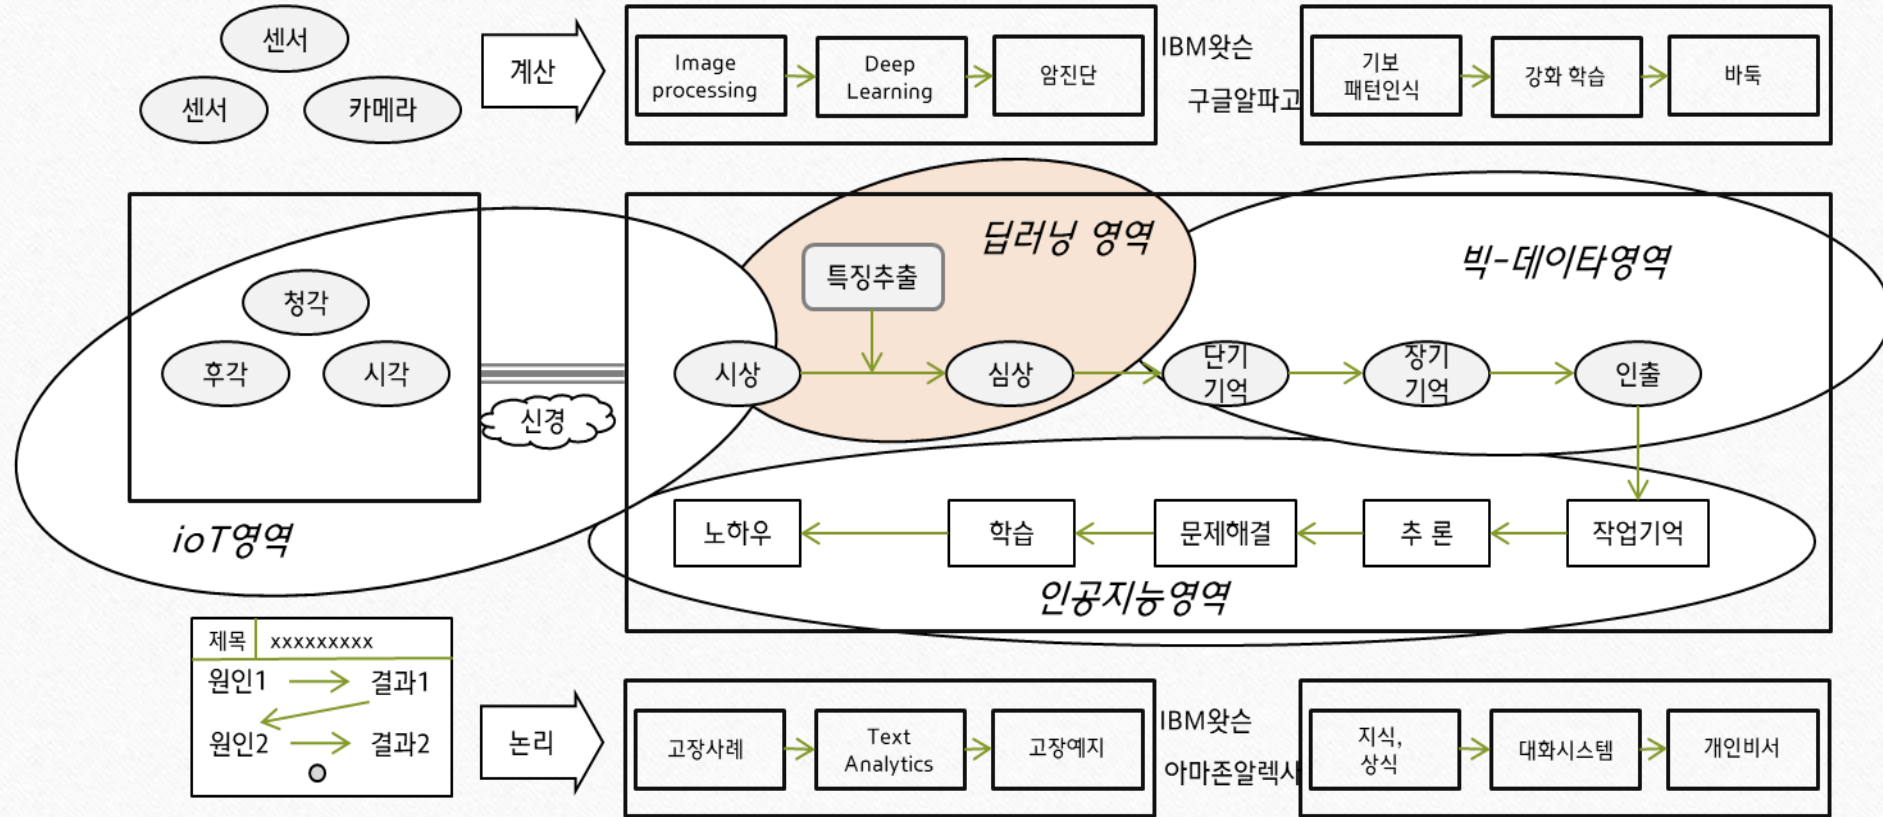 센서
센서
카메라
계산
Image
processing
Deep
Learning
암진단
IBM왓슨
구글알파고
기보
패턴인식
강화 학습
바둑
청각
후각
시각
신경
ioT영역
딥러닝 영역
특징추출
시상
심상
빅-데이타영역
단기
기억
장기
기억
인출
노하우
학습
문제해결
추 론
작업기억
인공지능영역
제목 xxxxxxxxx
원인1 결과1
원인2 결과2
논리
고장사례
Text
Analytics
고장예지
IBM왓슨
아마존알렉사
지식,
상식
대화시스템
개인비서